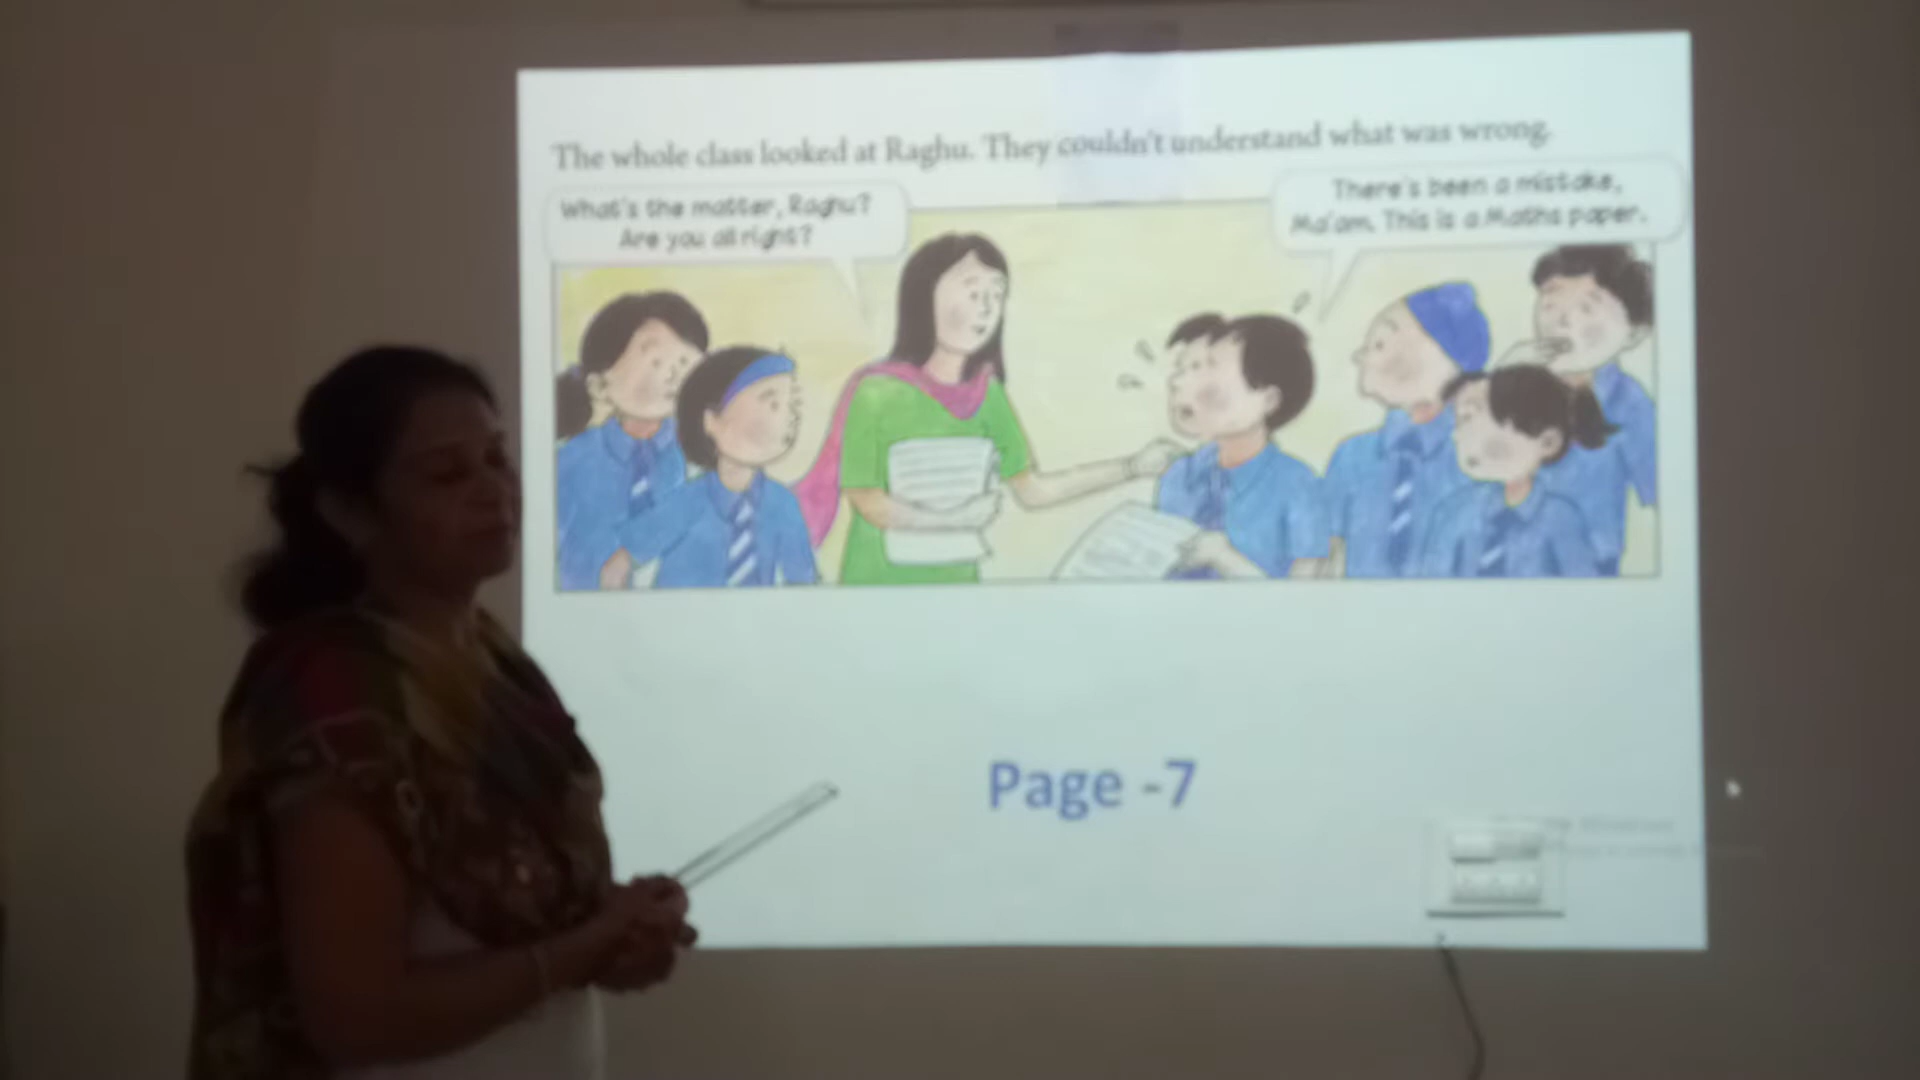 The whole class looked at Raghu. They couldn't understand what was wrong.
What's the matter, Raghu?
Are you all right?
There's been a mistake,
Ma'am. This is a Maths paper.
Page -7